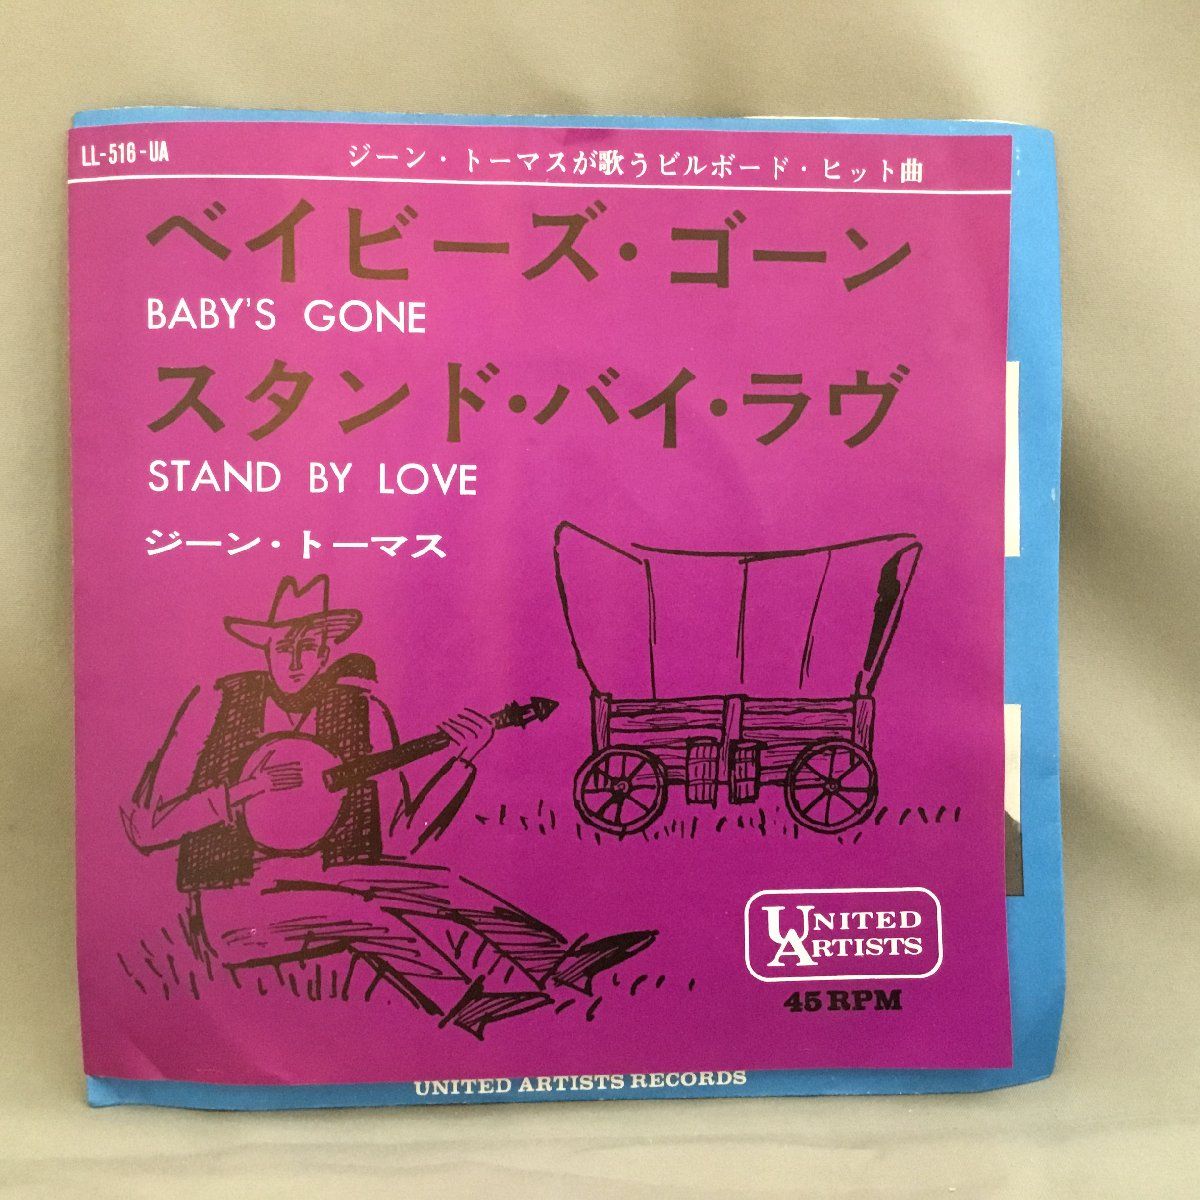 LL-516-UA
ジーン・トーマスが歌うビルボード・ヒット曲
ベイビーズ・ゴーン
BABY'S GONE
スタンド・バイ・ラヴ
STAND BY LOVE
ジーン・トーマス
UNITED
ARTISTS
45 RPM
UNITED ARTISTS RECORDS